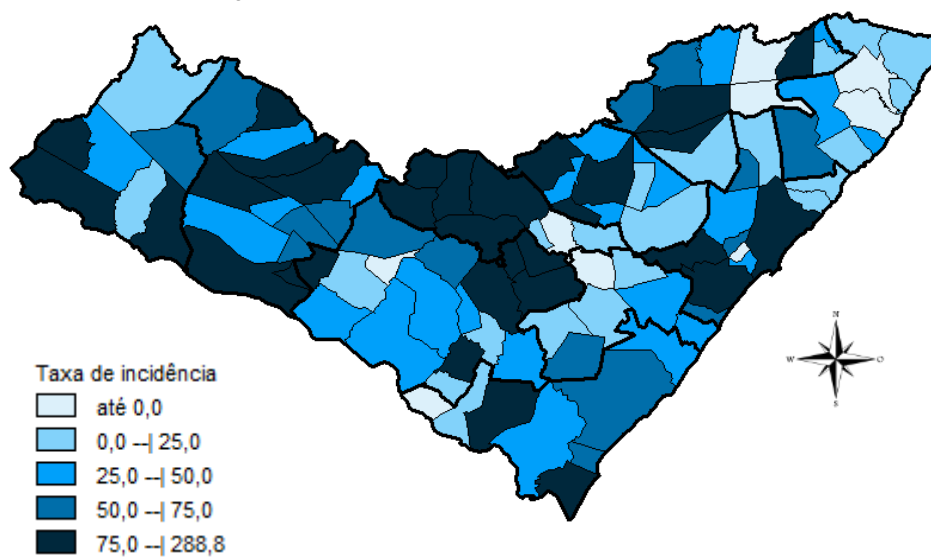 N
W
O
S
Taxa de incidência
até 0,0
0,0 --| 25,0
25,0 --| 50,0
50,0 --| 75,0
75,0 --| 288,8